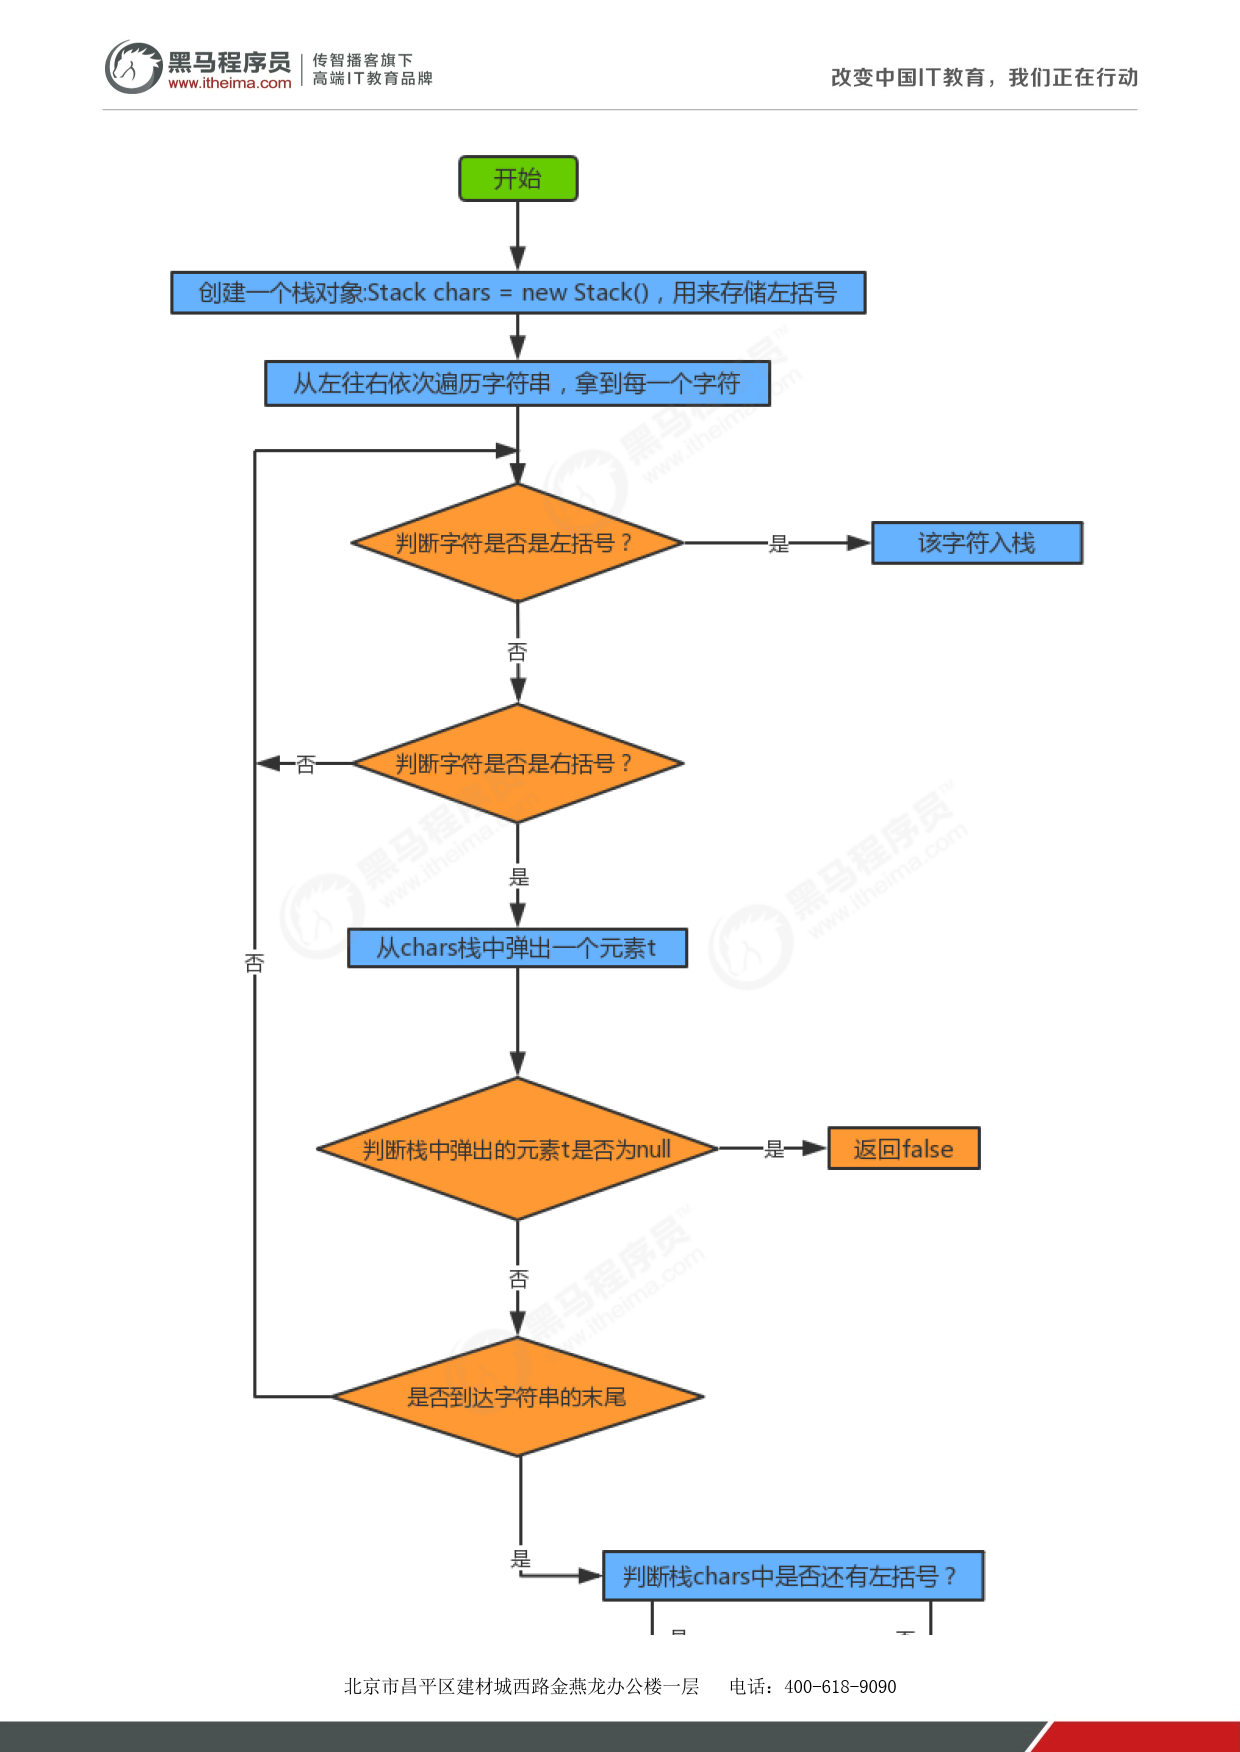 黑马程序员
www.itheima.com
传智播客旗下
高端IT教育品牌
改变中国IT教育，我们正在行动
开始
创建一个栈对象:Stack chars = new Stack()，用来存储左括号
从左往右依次遍历字符串，拿到每一个字符
判断字符是否是左括号？
是
该字符入栈
否
判断字符是否是右括号？
否
是
从chars栈中弹出一个元素t
否
判断栈中弹出的元素t是否为null
是
返回false
否
是否到达字符串的末尾
是
判断栈chars中是否还有左括号？
北京市昌平区建材城西路金燕龙办公楼一层 电话：400-618-9090